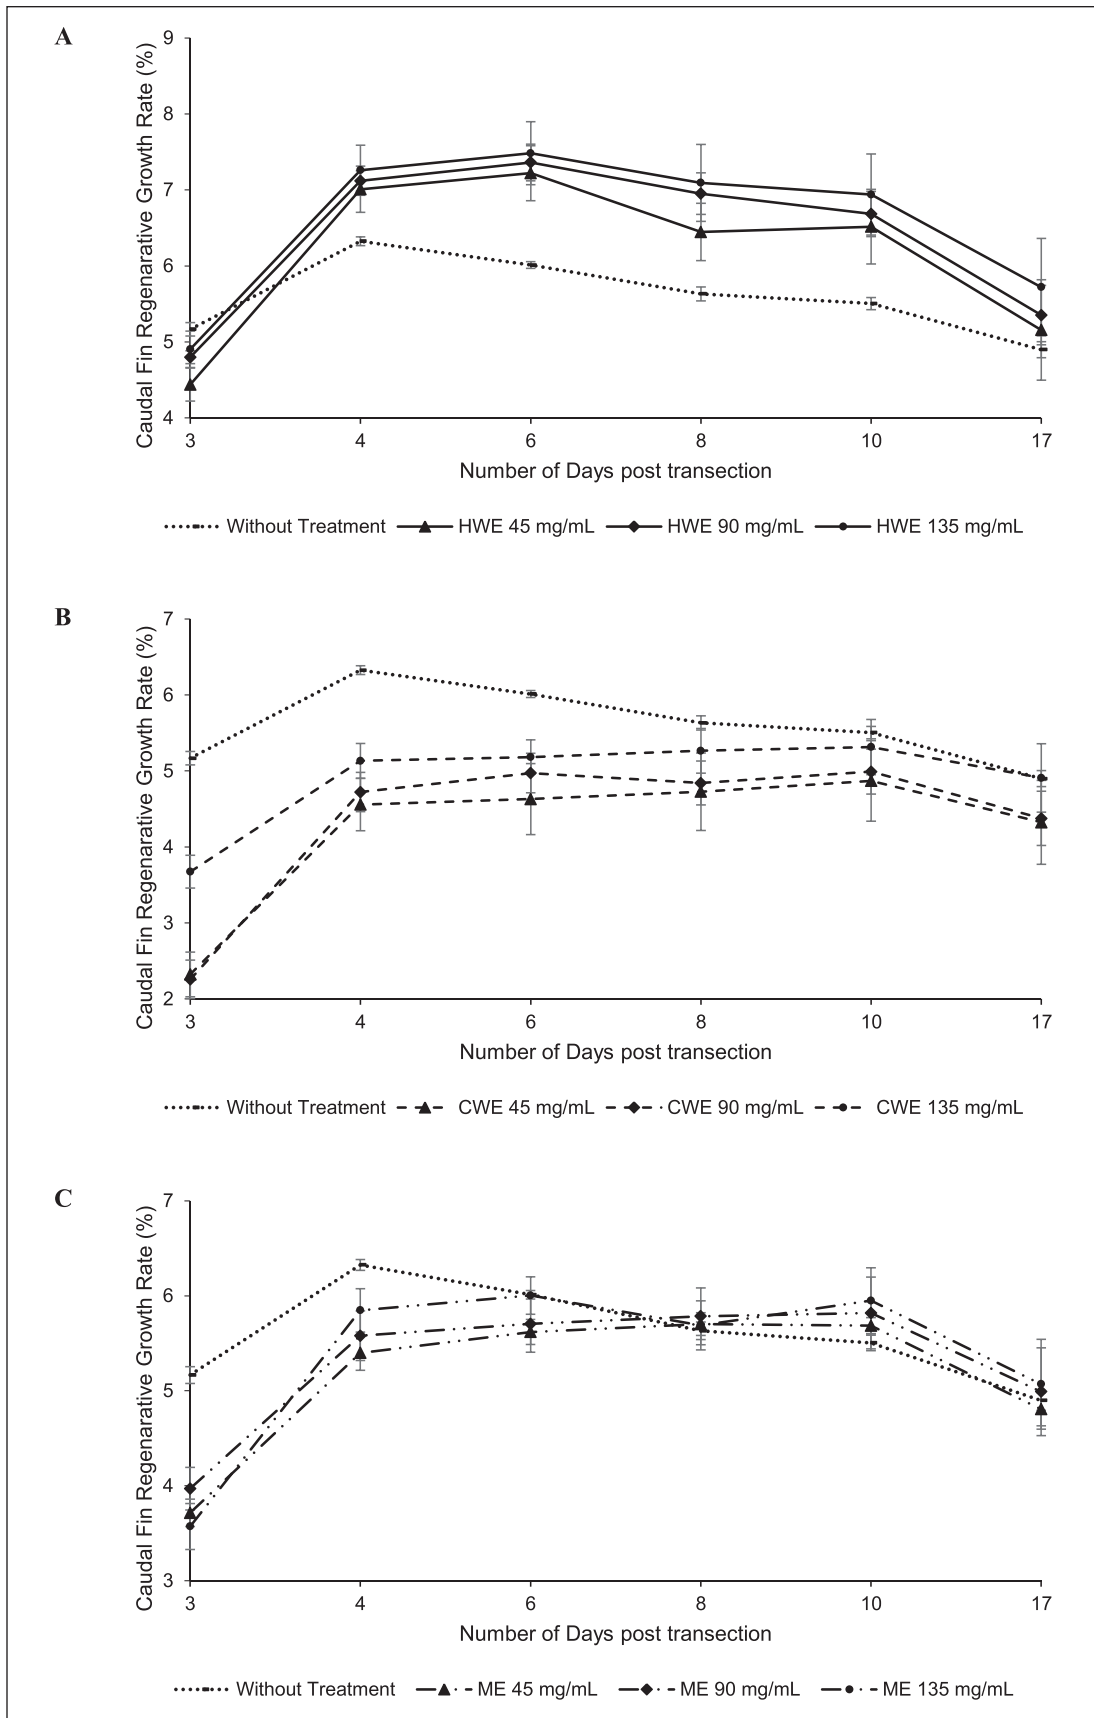 A
Caudal Fin Regenarative Growth Rate (%)
9
8
7
6
5
4
3 4 6 8 10 17
Number of Days post transection
Without Treatment HWE 45 mg/mL HWE 90 mg/mL HWE 135 mg/mL
B
Caudal Fin Regenarative Growth Rate (%)
7
6
5
4
3
2
3 4 6 8 10 17
Number of Days post transection
Without Treatment CWE 45 mg/mL CWE 90 mg/mL CWE 135 mg/mL
C
Caudal Fin Regenarative Growth Rate (%)
7
6
5
4
3
3 4 6 8 10 17
Number of Days post transection
Without Treatment ME 45 mg/mL ME 90 mg/mL ME 135 mg/mL